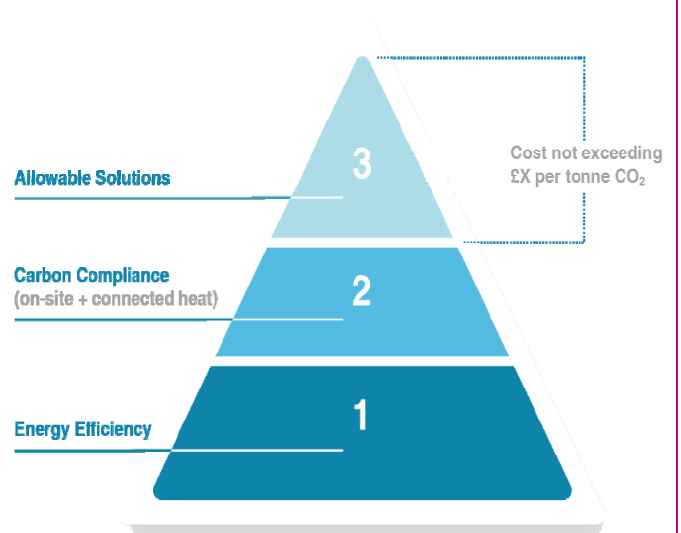 3
Cost not exceeding
£X per tonne CO₂
Allowable Solutions
Carbon Compliance
(on-site + connected heat)
2
1
Energy Efficiency